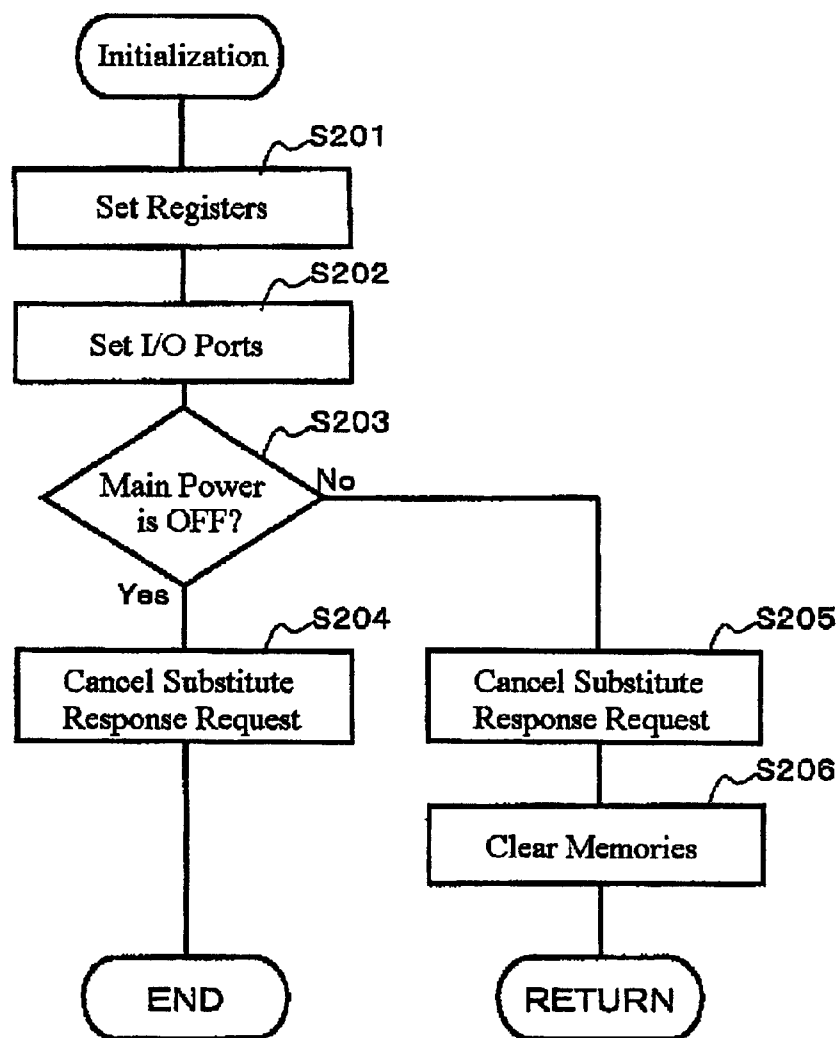 Initialization
S201
Set Registers
S202
Set I/O Ports
S203
Main Power
is OFF?
No
Yes
S204
Cancel Substitute
Response Request
S205
Cancel Substitute
Response Request
S206
Clear Memories
END
RETURN